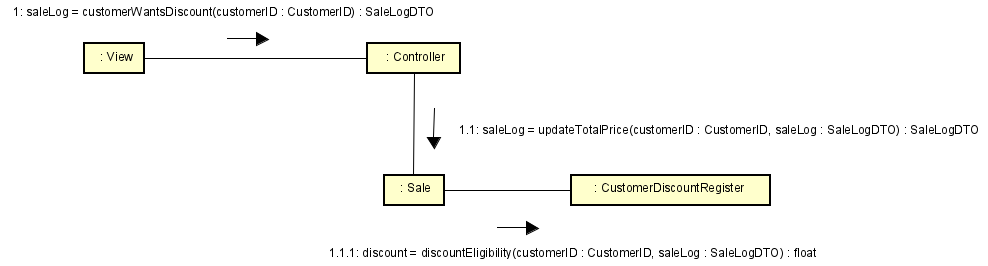 1: saleLog = customerWantsDiscount(customerID : CustomerID) : SaleLogDTO
: View
: Controller
1.1: saleLog = updateTotalPrice(customerID : CustomerID, saleLog : SaleLogDTO) : SaleLogDTO
: Sale
: CustomerDiscountRegister
1.1.1: discount = discountEligibility(customerID : CustomerID, saleLog : SaleLogDTO) : float